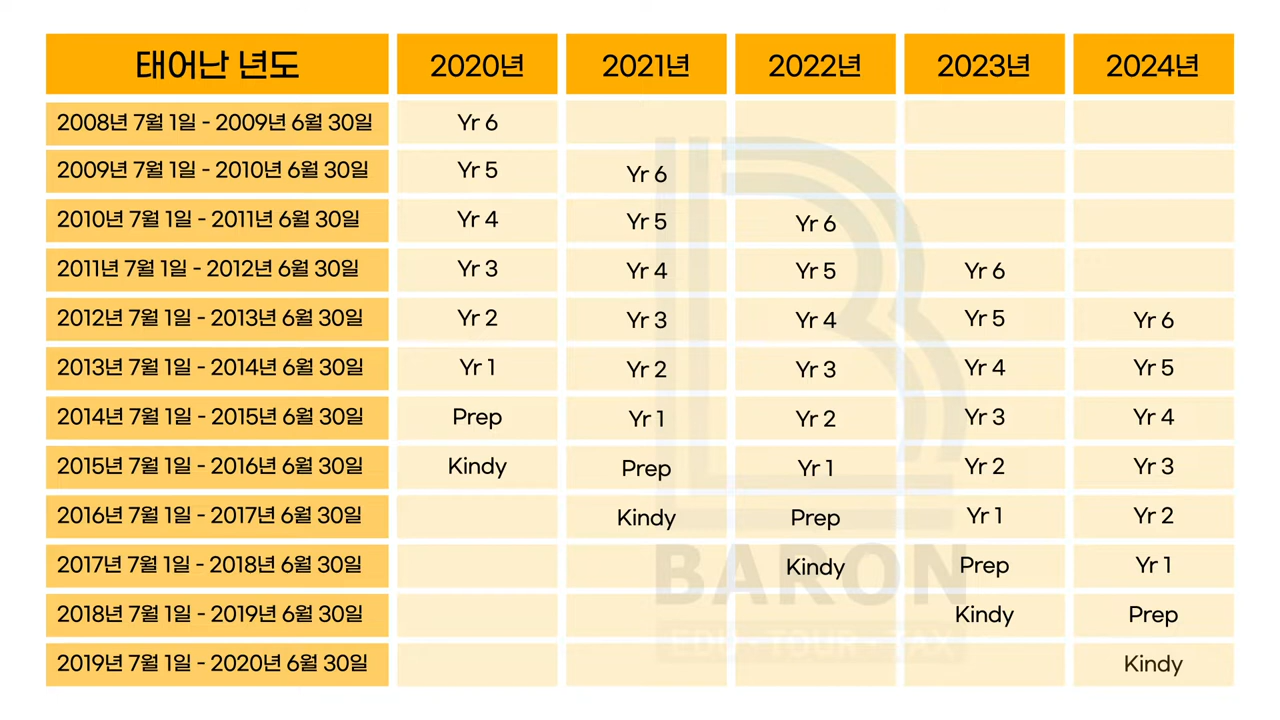 태어난 년도 2020년 2021년 2022년 2023년 2024년
2008년 7월 1일 - 2009년 6월 30일 Yr 6
2009년 7월 1일 - 2010년 6월 30일 Yr 5 Yr 6
2010년 7월 1일 - 2011년 6월 30일 Yr 4 Yr 5 Yr 6
2011년 7월 1일 - 2012년 6월 30일 Yr 3 Yr 4 Yr 5 Yr 6
2012년 7월 1일 - 2013년 6월 30일 Yr 2 Yr 3 Yr 4 Yr 5 Yr 6
2013년 7월 1일 - 2014년 6월 30일 Yr 1 Yr 2 Yr 3 Yr 4 Yr 5
2014년 7월 1일 - 2015년 6월 30일 Prep Yr 1 Yr 2 Yr 3 Yr 4
2015년 7월 1일 - 2016년 6월 30일 Kindy Prep Yr 1 Yr 2 Yr 3
2016년 7월 1일 - 2017년 6월 30일 Kindy Prep Yr 1 Yr 2
2017년 7월 1일 - 2018년 6월 30일 Kindy Prep Yr 1
2018년 7월 1일 - 2019년 6월 30일 Kindy Prep
2019년 7월 1일 - 2020년 6월 30일 Kindy
BARON
EDU · TOUR · TAX